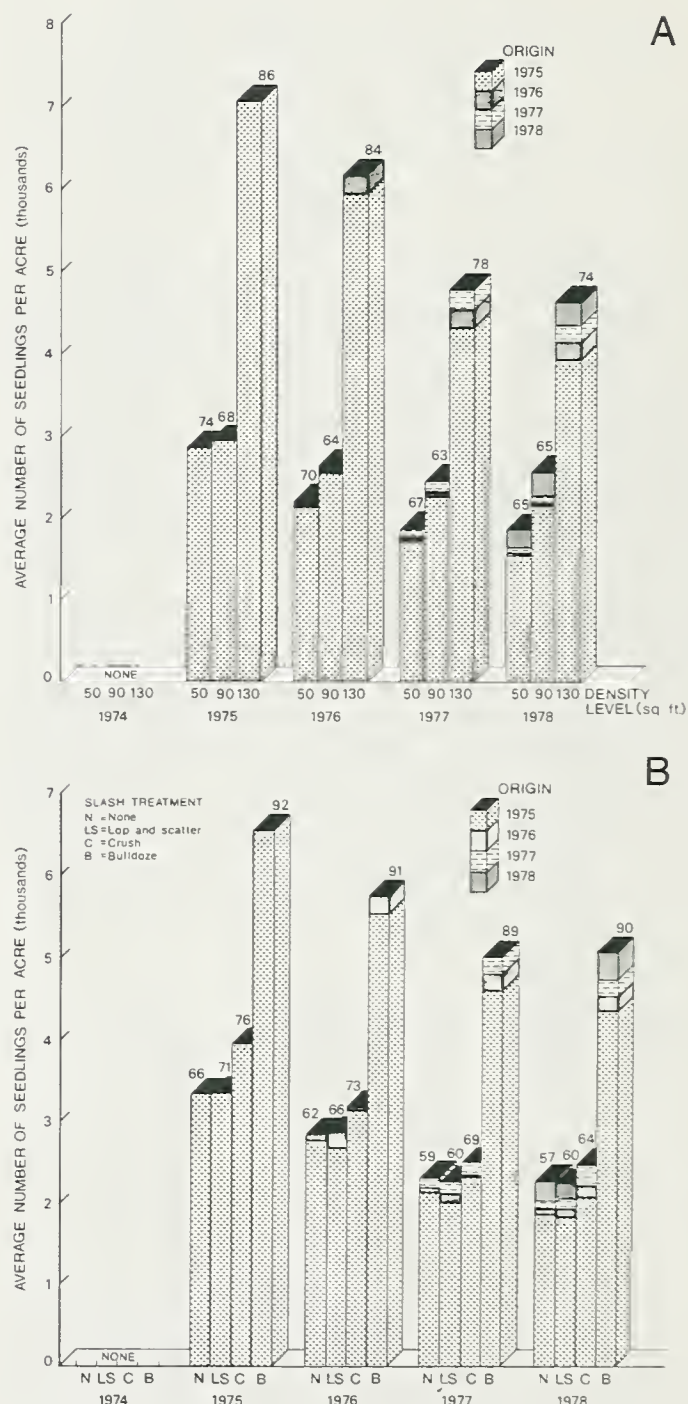 A
AVERAGE NUMBER OF SEEDLINGS PER ACRE (thousands)
8
7
6
5
4
3
2
1
0
ORIGIN
1975
1976
1977
1978
86
84
78
74
74 68
70 64
67 63
65 65
NONE
50 90 130 50 90 130 50 90 130 50 90 130 50 90 130 DENSITY
LEVEL (sq ft.)
1974 1975 1976 1977 1978
B
AVERAGE NUMBER OF SEEDLINGS PER ACRE (thousands)
7
6
5
4
3
2
1
0
SLASH TREATMENT
N = None
LS = Lop and scatter
C = Crush
B = Bulldoze
ORIGIN
1975
1976
1977
1978
92
91
89
90
66 71 76
62 66 73
59 60 69
57 60 64
NONE
N LS C B N LS C B N LS C B N LS C B N LS C B
1974 1975 1976 1977 1978